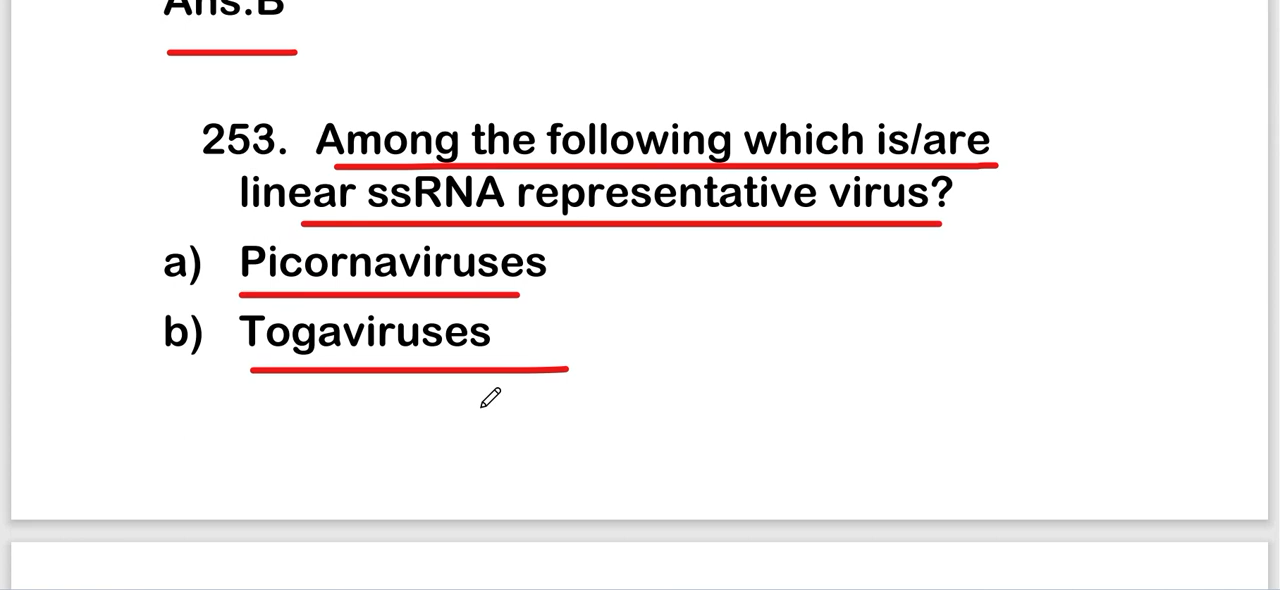 Ans.B
253. Among the following which is/are
linear ssRNA representative virus?
a) Picornaviruses
b) Togaviruses